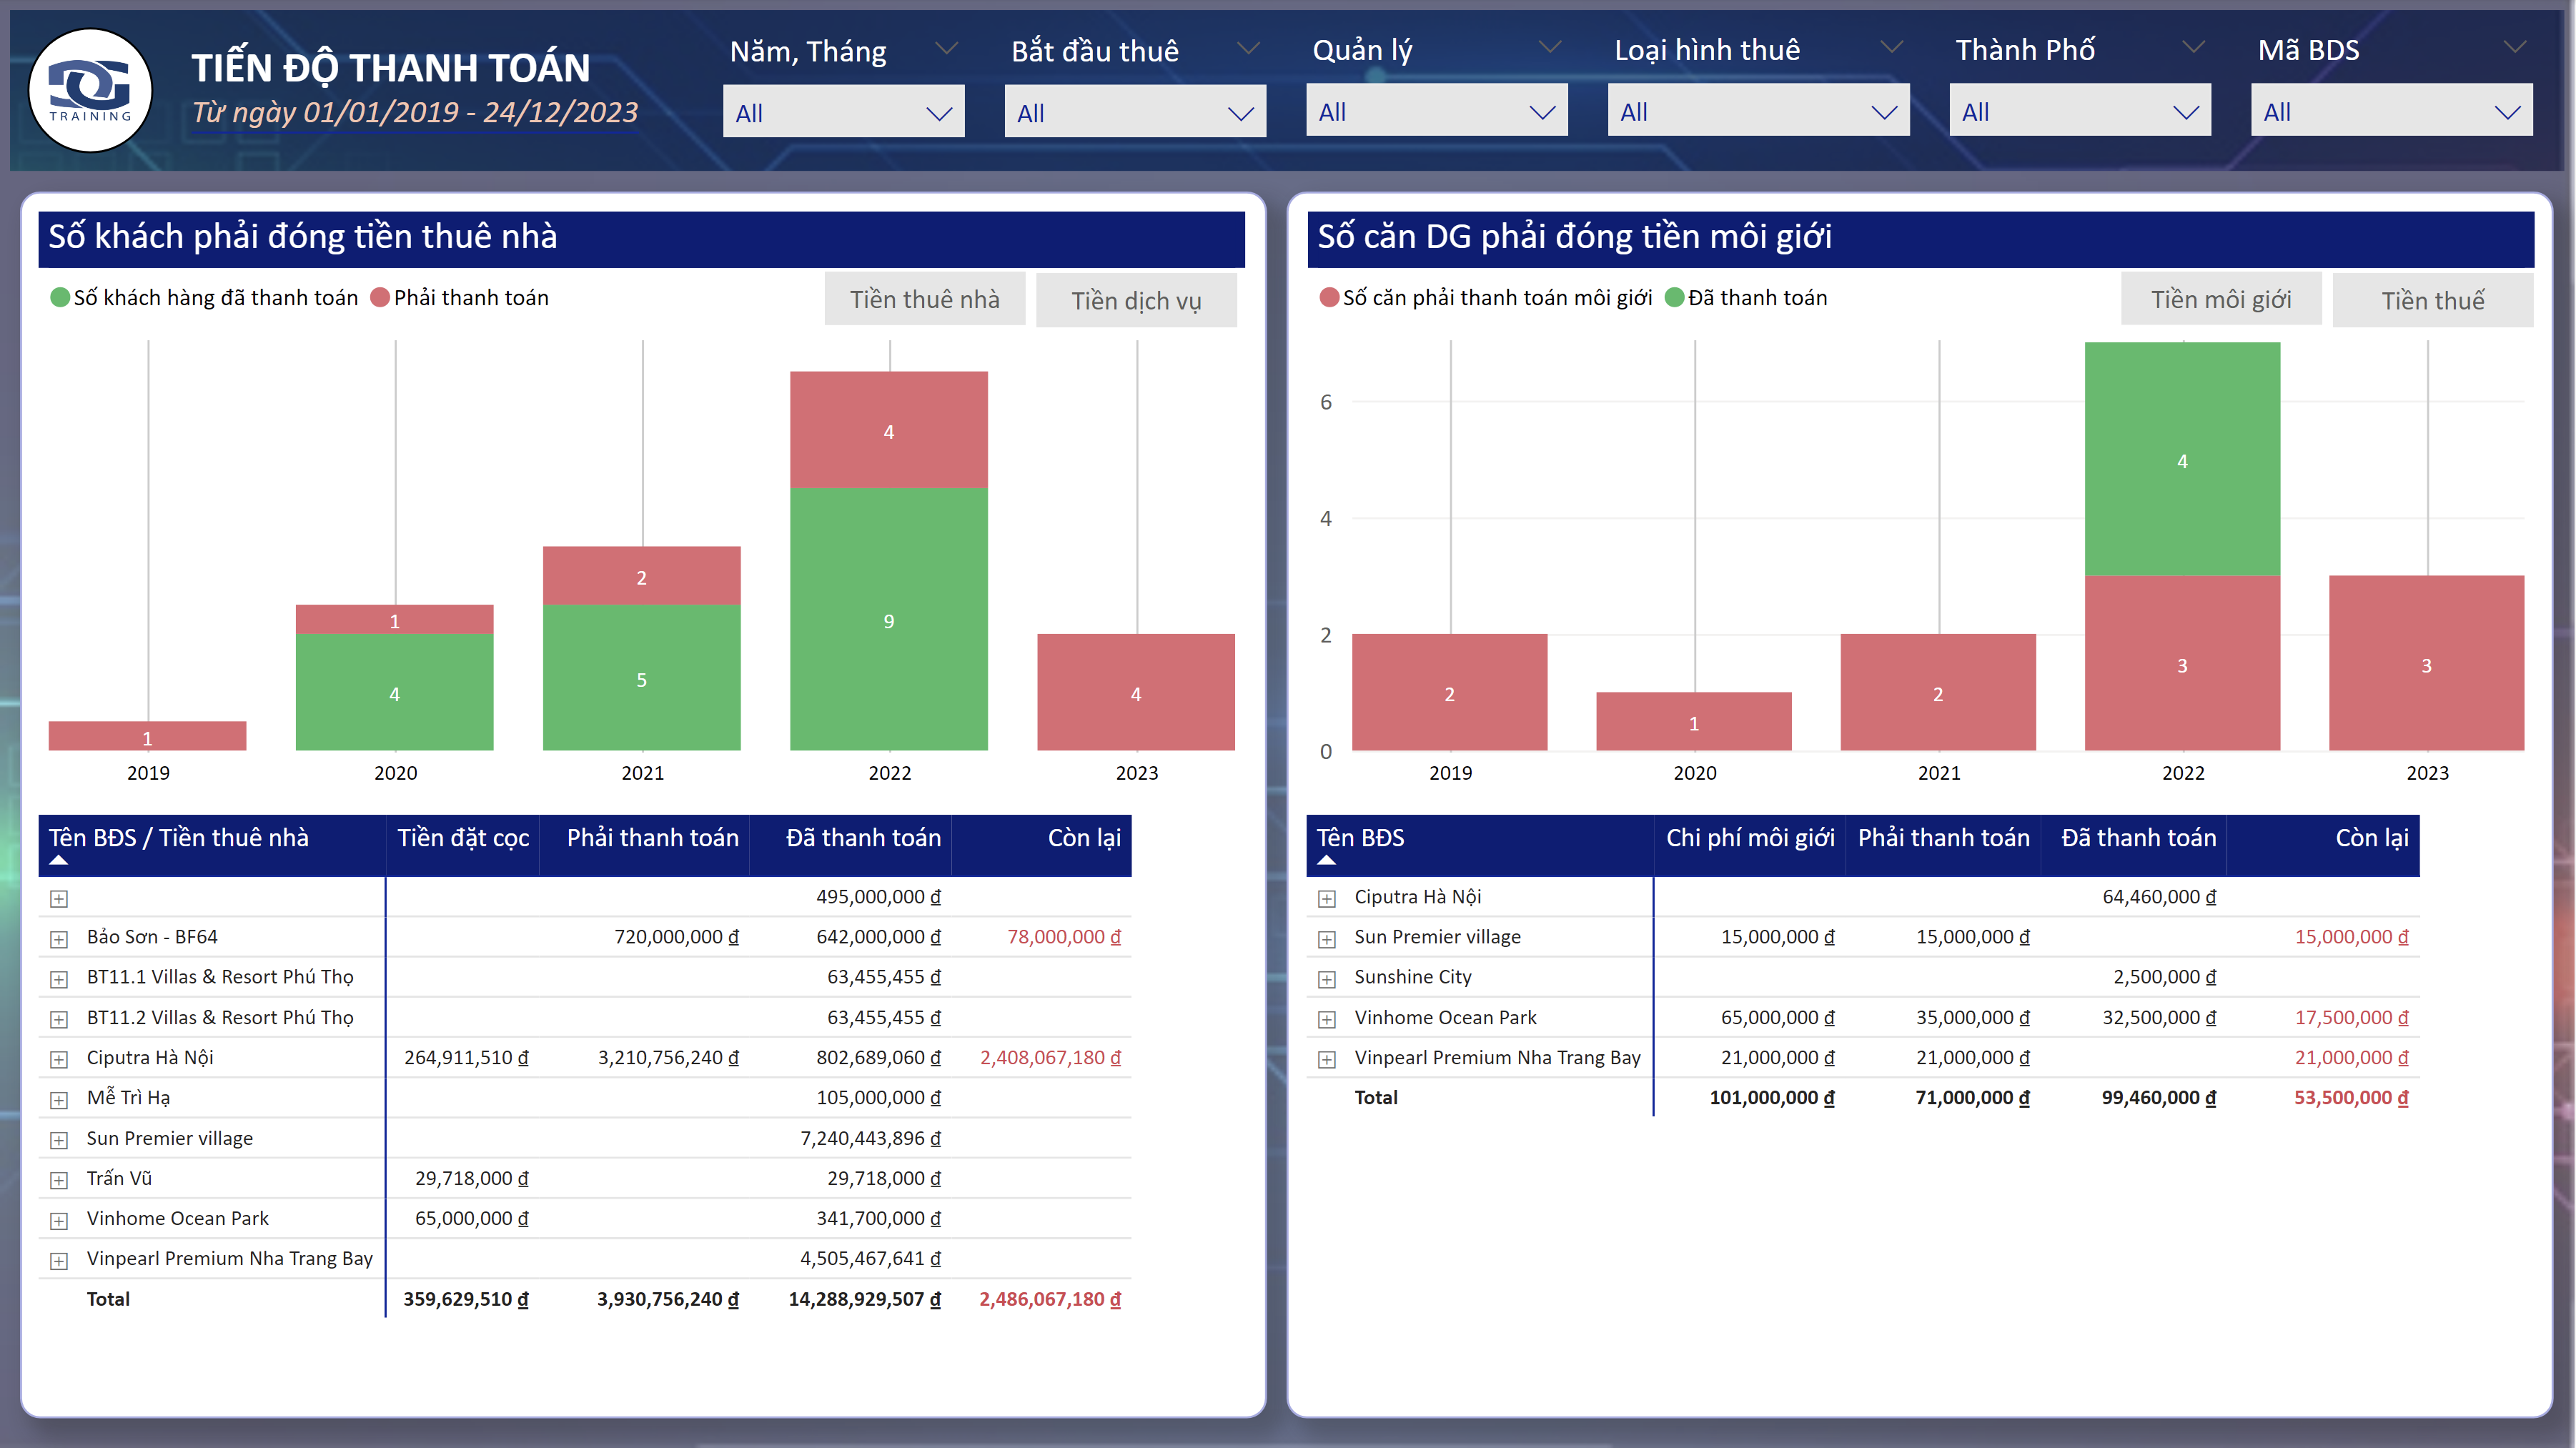 TRAINING
TIẾN ĐỘ THANH TOÁN
Từ ngày 01/01/2019 - 24/12/2023
Năm, Tháng
All
Bắt đầu thuê
All
Quản lý
All
Loại hình thuê
All
Thành Phố
All
Mã BDS
All
Số khách phải đóng tiền thuê nhà
Số khách hàng đã thanh toán Phải thanh toán
Tiền thuê nhà Tiền dịch vụ
1
4 1
5 2
9 4
4
2019 2020 2021 2022 2023
Tên BĐS / Tiền thuê nhà Tiền đặt cọc Phải thanh toán Đã thanh toán Còn lại
495,000,000 ₫
Bảo Sơn - BF64 720,000,000 ₫ 642,000,000 ₫ 78,000,000 ₫
BT11.1 Villas & Resort Phú Thọ 63,455,455 ₫
BT11.2 Villas & Resort Phú Thọ 63,455,455 ₫
Ciputra Hà Nội 264,911,510 ₫ 3,210,756,240 ₫ 802,689,060 ₫ 2,408,067,180 ₫
Mễ Trì Hạ 105,000,000 ₫
Sun Premier village 7,240,443,896 ₫
Trấn Vũ 29,718,000 ₫ 29,718,000 ₫
Vinhome Ocean Park 65,000,000 ₫ 341,700,000 ₫
Vinpearl Premium Nha Trang Bay 4,505,467,641 ₫
Total 359,629,510 ₫ 3,930,756,240 ₫ 14,288,929,507 ₫ 2,486,067,180 ₫
Số căn DG phải đóng tiền môi giới
Số căn phải thanh toán môi giới Đã thanh toán
Tiền môi giới Tiền thuế
6
4
2
0
2
1
2
3 4
3
2019 2020 2021 2022 2023
Tên BĐS Chi phí môi giới Phải thanh toán Đã thanh toán Còn lại
Ciputra Hà Nội 64,460,000 ₫
Sun Premier village 15,000,000 ₫ 15,000,000 ₫ 15,000,000 ₫
Sunshine City 2,500,000 ₫
Vinhome Ocean Park 65,000,000 ₫ 35,000,000 ₫ 32,500,000 ₫ 17,500,000 ₫
Vinpearl Premium Nha Trang Bay 21,000,000 ₫ 21,000,000 ₫ 21,000,000 ₫
Total 101,000,000 ₫ 71,000,000 ₫ 99,460,000 ₫ 53,500,000 ₫